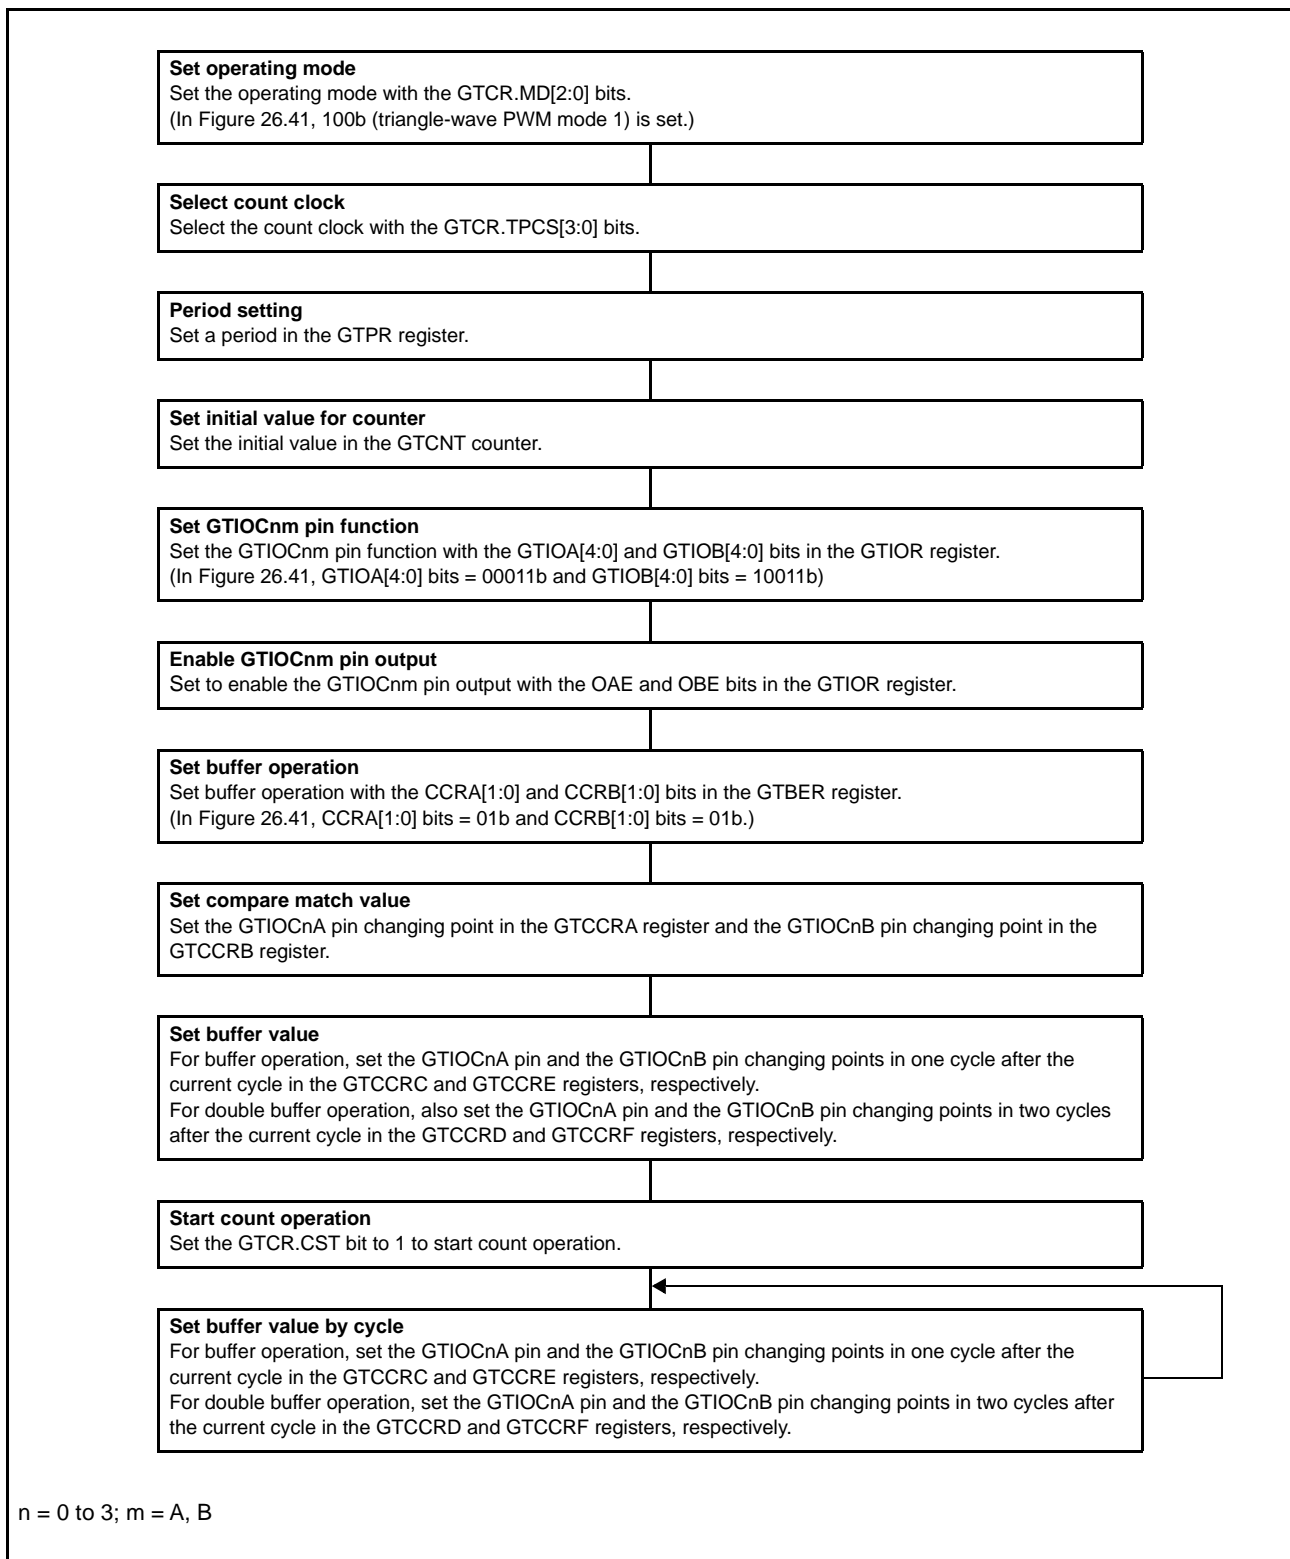 Set operating mode
Set the operating mode with the GTCR.MD[2:0] bits.
(In Figure 26.41, 100b (triangle-wave PWM mode 1) is set.)
Select count clock
Select the count clock with the GTCR.TPCS[3:0] bits.
Period setting
Set a period in the GTPR register.
Set initial value for counter
Set the initial value in the GTCNT counter.
Set GTIOCnm pin function
Set the GTIOCnm pin function with the GTIOA[4:0] and GTIOB[4:0] bits in the GTIOR register.
(In Figure 26.41, GTIOA[4:0] bits = 00011b and GTIOB[4:0] bits = 10011b)
Enable GTIOCnm pin output
Set to enable the GTIOCnm pin output with the OAE and OBE bits in the GTIOR register.
Set buffer operation
Set buffer operation with the CCRA[1:0] and CCRB[1:0] bits in the GTBER register.
(In Figure 26.41, CCRA[1:0] bits = 01b and CCRB[1:0] bits = 01b.)
Set compare match value
Set the GTIOCnA pin changing point in the GTCCRA register and the GTIOCnB pin changing point in the
GTCCRB register.
Set buffer value
For buffer operation, set the GTIOCnA pin and the GTIOCnB pin changing points in one cycle after the
current cycle in the GTCCRC and GTCCRE registers, respectively.
For double buffer operation, also set the GTIOCnA pin and the GTIOCnB pin changing points in two cycles
after the current cycle in the GTCCRD and GTCCRF registers, respectively.
Start count operation
Set the GTCR.CST bit to 1 to start count operation.
Set buffer value by cycle
For buffer operation, set the GTIOCnA pin and the GTIOCnB pin changing points in one cycle after the
current cycle in the GTCCRC and GTCCRE registers, respectively.
For double buffer operation, set the GTIOCnA pin and the GTIOCnB pin changing points in two cycles after
the current cycle in the GTCCRD and GTCCRF registers, respectively.
n = 0 to 3; m = A, B